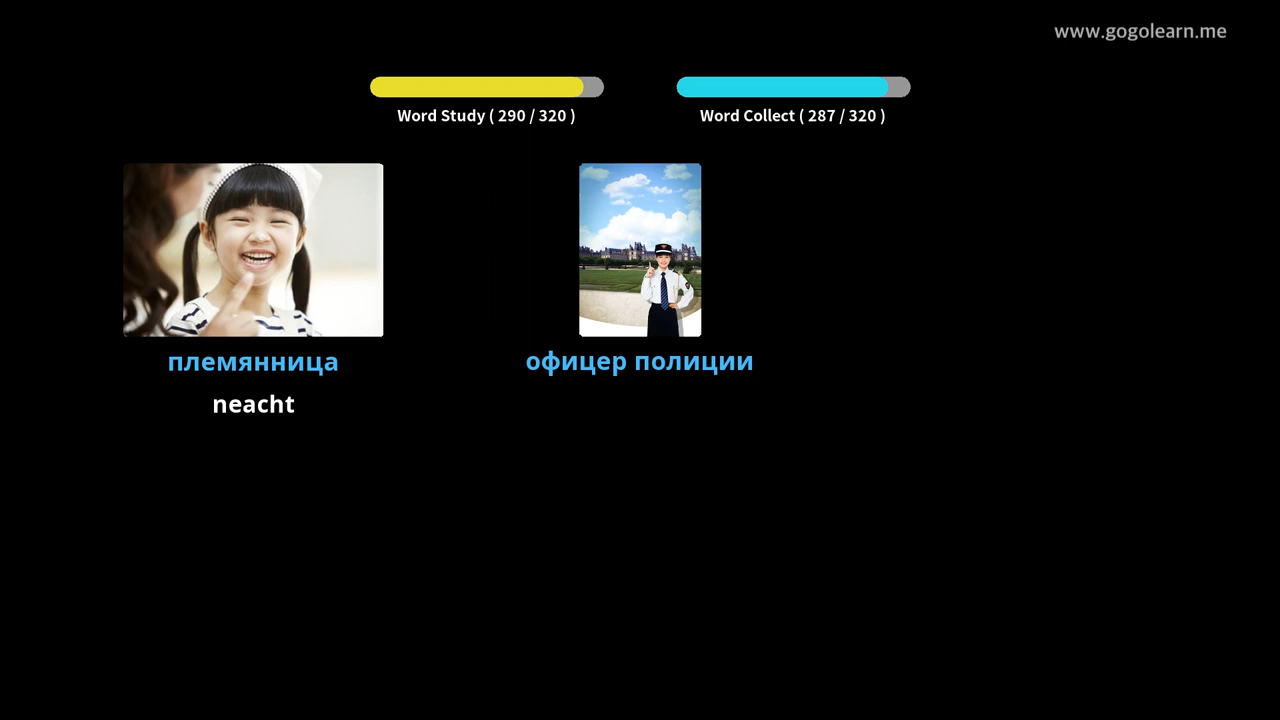 www.gogolearn.me
Word Study ( 290 / 320 )
Word Collect ( 287 / 320 )
племянница
офицер полиции
neacht